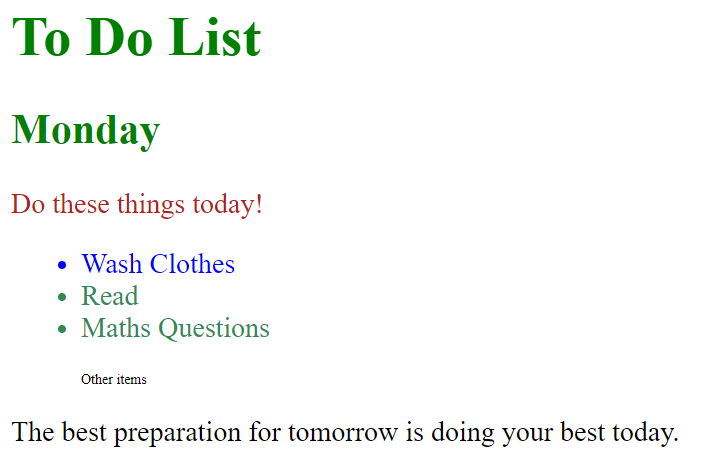 To Do List
Monday
Do these things today!
Wash Clothes
Read
Maths Questions
Other items
The best preparation for tomorrow is doing your best today.